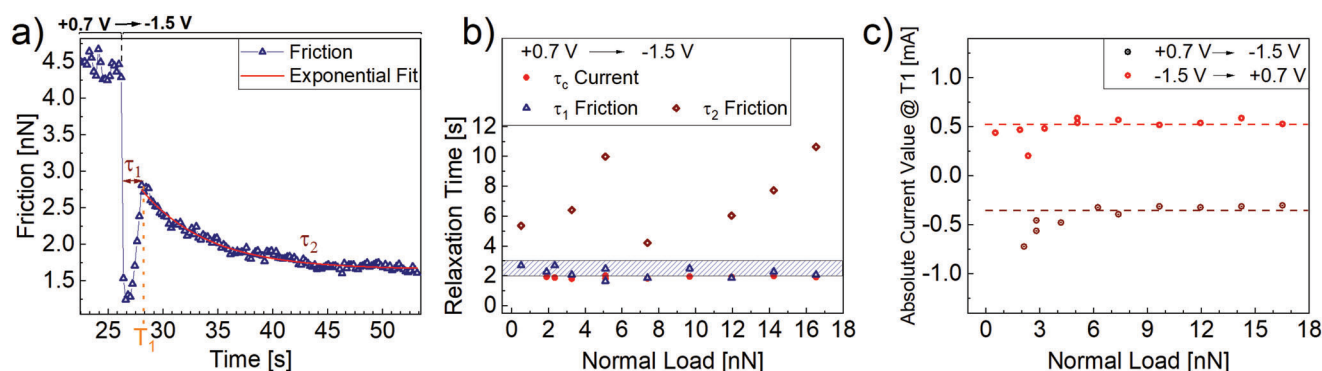 a)
+0.7 V → -1.5 V
Friction
Exponential Fit
τ1
τ2
T1
Friction [nN]
4.5
4.0
3.5
3.0
2.5
2.0
1.5
25 30 35 40 45 50
Time [s]
b)
+0.7 V → -1.5 V
τc Current
τ1 Friction τ2 Friction
Relaxation Time [s]
12
10
8
6
4
2
0
0 2 4 6 8 10 12 14 16 18
Normal Load [nN]
c)
+0.7 V → -1.5 V
-1.5 V → +0.7 V
Absolute Current Value @ T1 [mA]
1.0
0.5
0.0
-0.5
-1.0
0 3 6 9 12 15 18
Normal Load [nN]